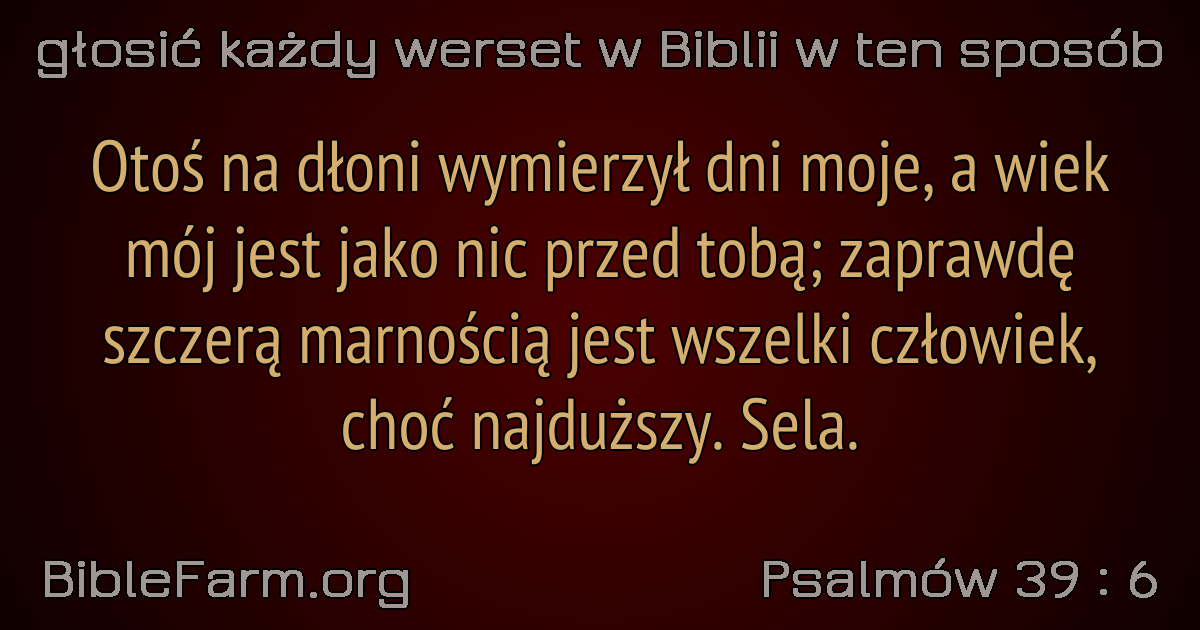 głosić każdy werset w Biblii w ten sposób
Otoś na dłoni wymierzył dni moje, a wiek
mój jest jako nic przed tobą; zaprawdę
szczerą marnością jest wszelki człowiek,
choć najduższy. Sela.
BibleFarm.org
Psalmów 39 : 6